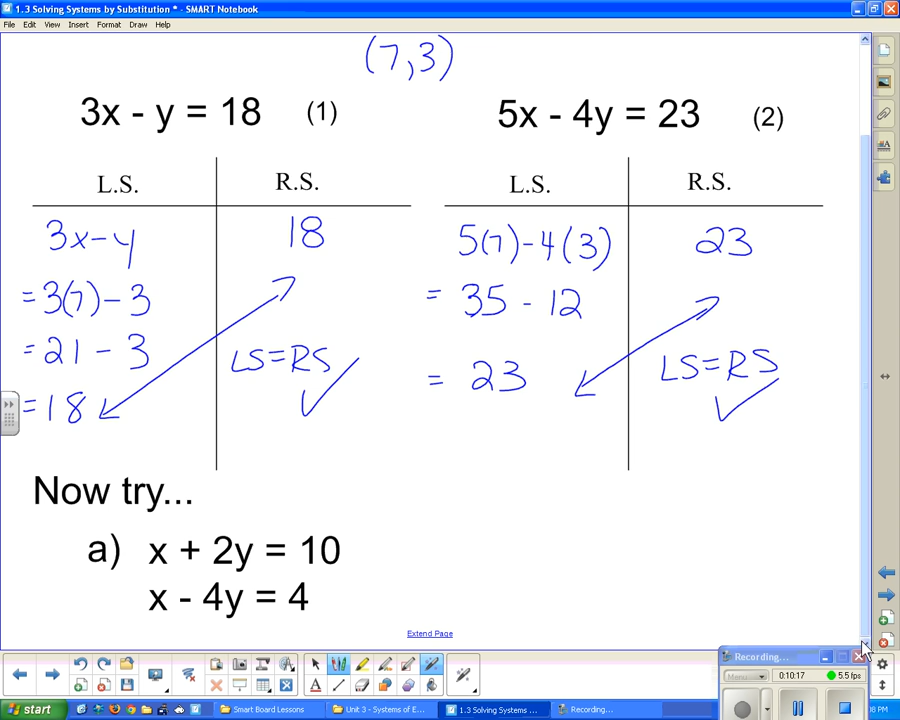 1.3 Solving Systems by Substitution * - SMART Notebook
File Edit View Insert Format Draw Help
(7,3)
3x - y = 18 (1)
5x - 4y = 23 (2)
L.S. R.S.
L.S. R.S.
3x-y 18
= 3(7) - 3
= 21 - 3
LS=RS
= 18
5(7)-4(3) 23
= 35 - 12
LS=RS
= 23
Now try...
a) x + 2y = 10
x - 4y = 4
Extend Page
Recording...
Menu
0:10:17 5.5 fps
start
Smart Board Lessons
Unit 3 - Systems of E...
1.3 Solving Systems ...
Recording...
:08 PM